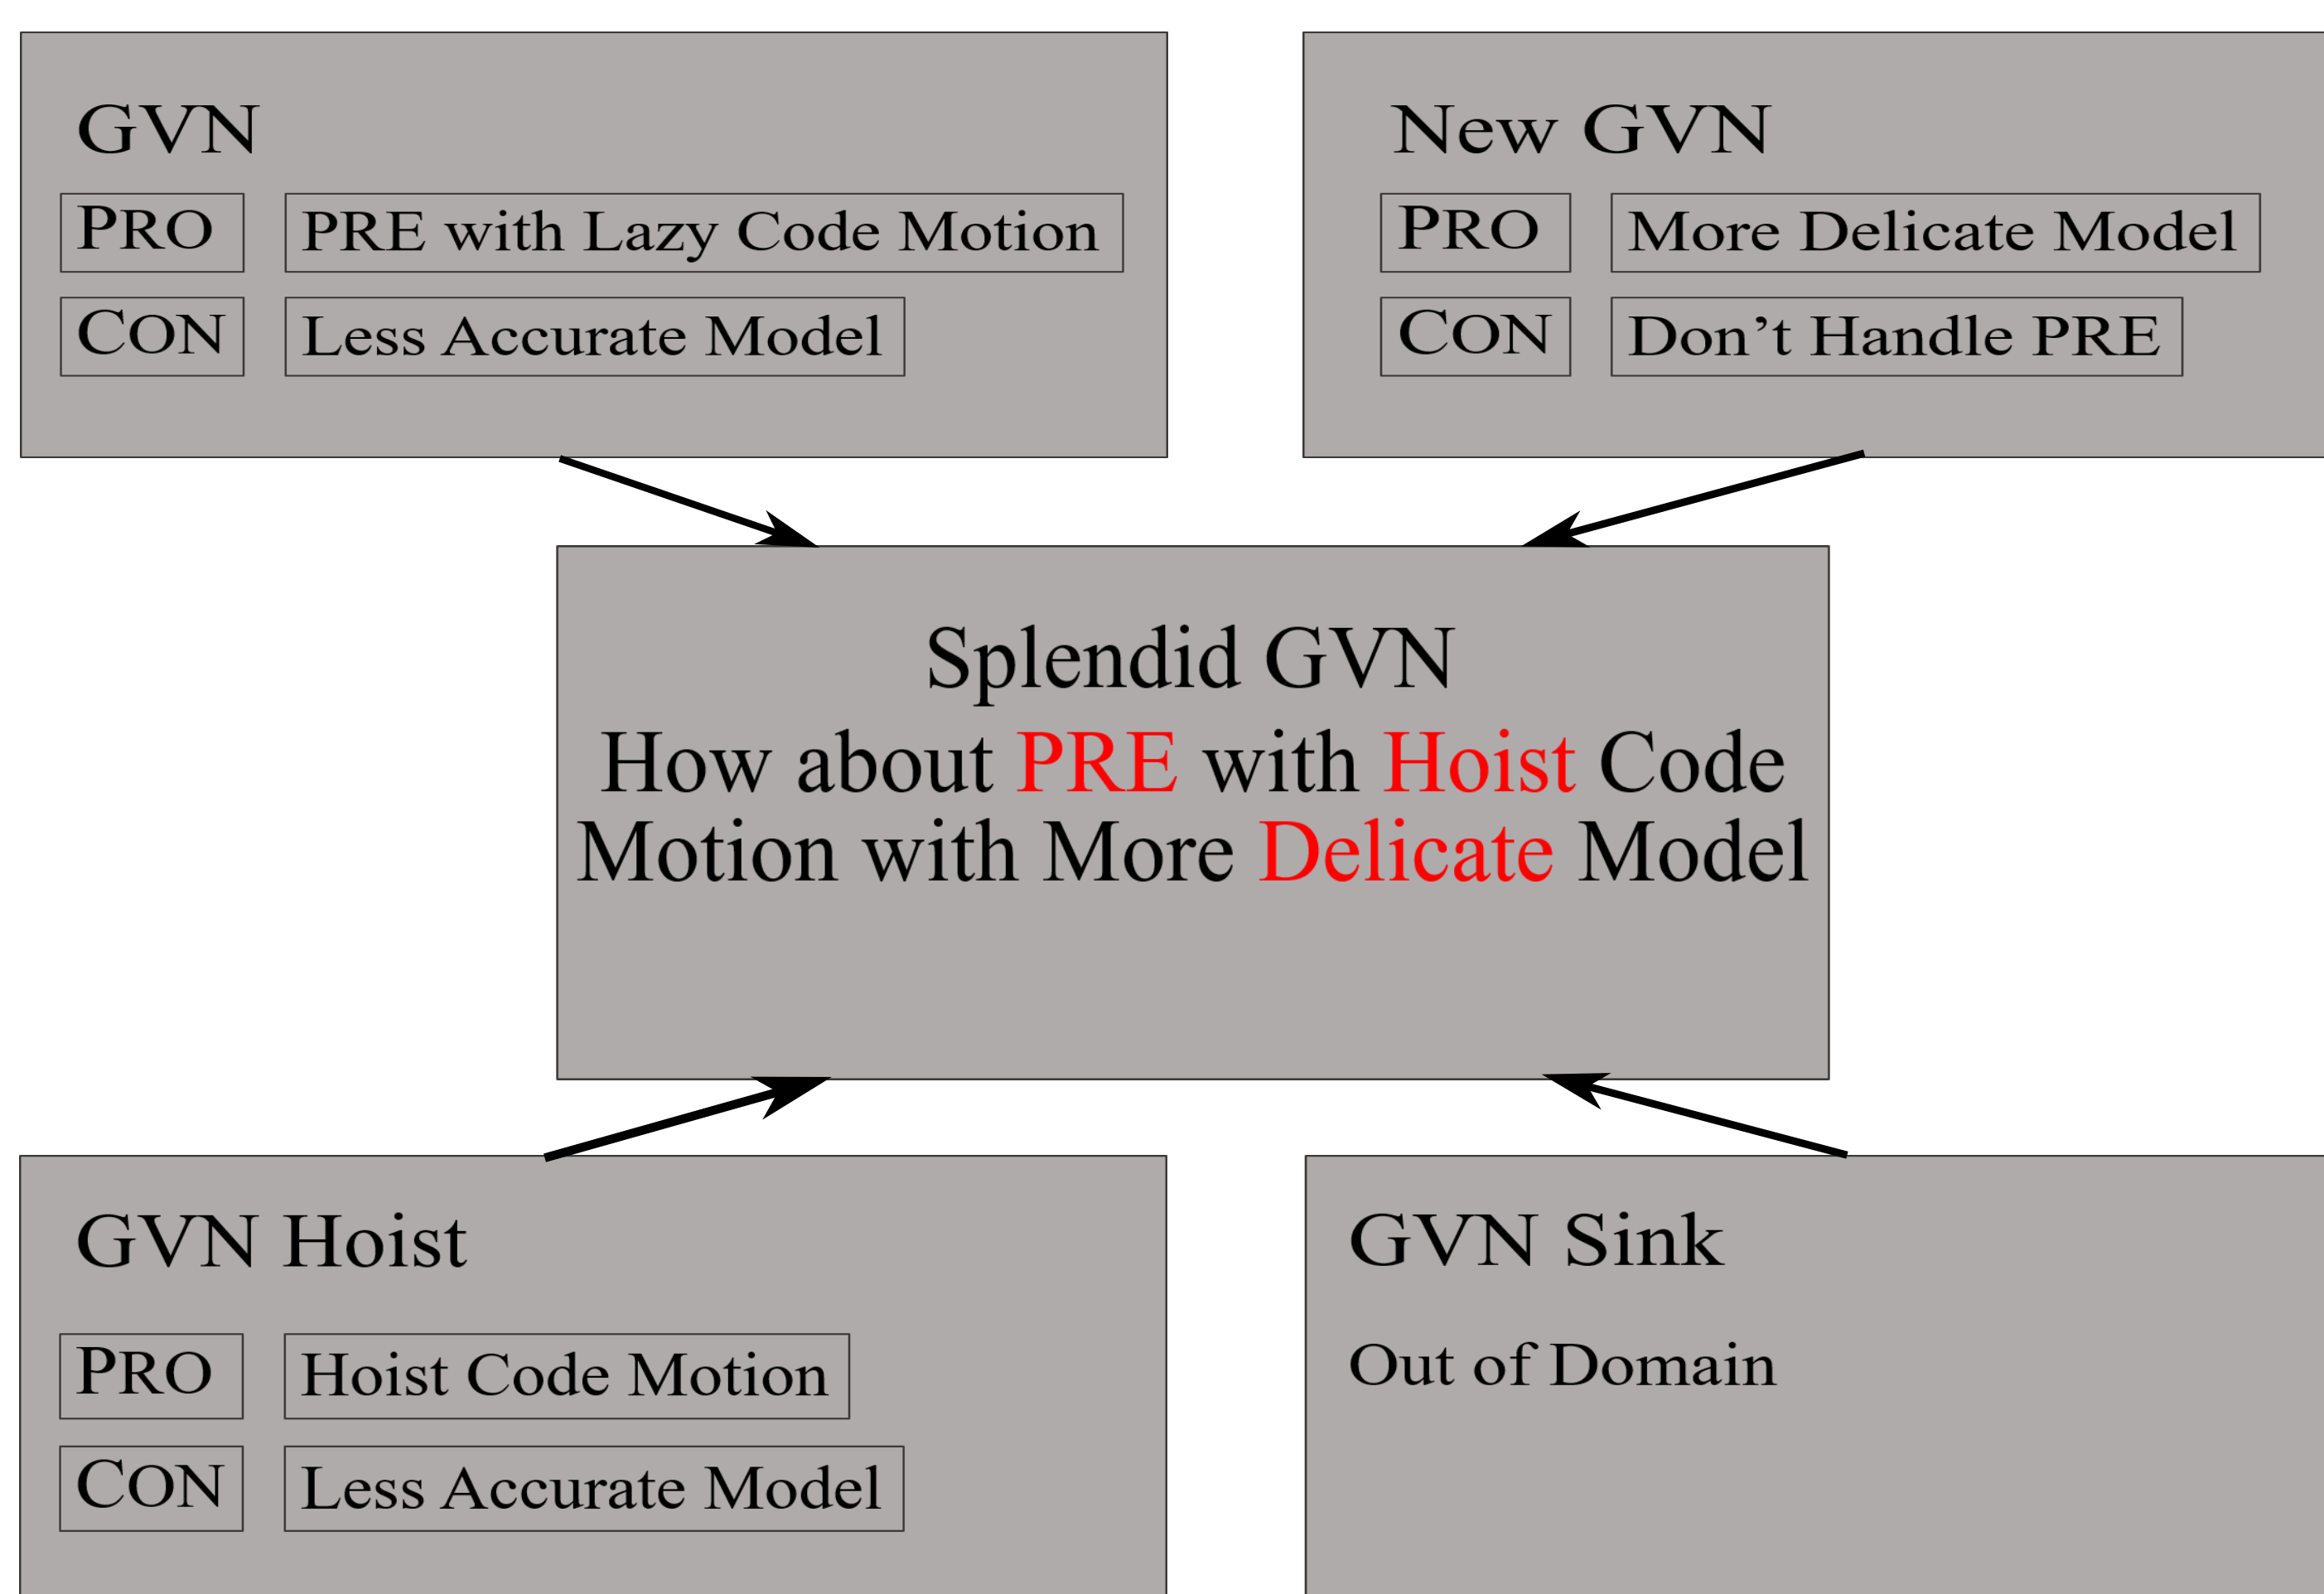 GVN
PRO PRE with Lazy Code Motion
CON Less Accurate Model
New GVN
PRO More Delicate Model
CON Don't Handle PRE
Splendid GVN
How about PRE with Hoist Code
Motion with More Delicate Model
GVN Hoist
PRO Hoist Code Motion
CON Less Accurate Model
GVN Sink
Out of Domain